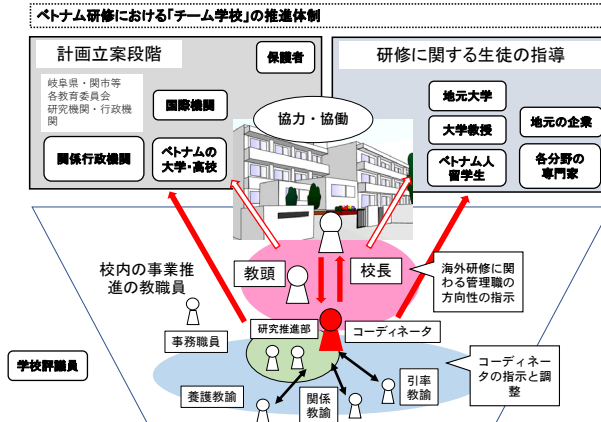 ベトナム研修における「チーム学校」の推進体制
計画立案段階
保護者
岐阜県・関市等
各教育委員会
研究機関・行政機
関
国際機関
関係行政機関
ベトナムの
大学・高校
協力・協働
研修に関する生徒の指導
地元大学
大学教授
ベトナム人
留学生
地元の企業
各分野の
専門家
校内の事業推
進の教職員
教頭
校長
海外研修に関
わる管理職の
方向性の指示
事務職員
研究推進部
コーディネータ
学校評議員
養護教諭
関係
教諭
引率
教諭
コーディネー
タの指示と調
整